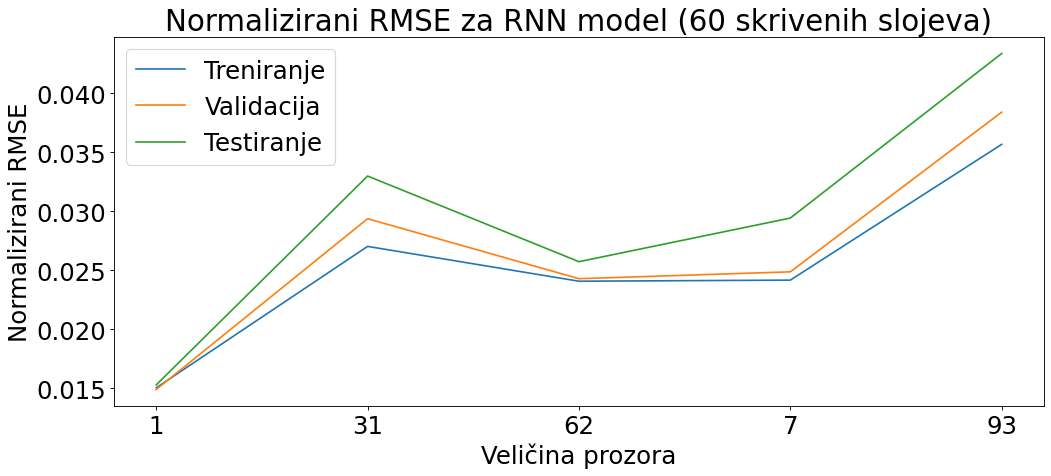 Normalizirani RMSE za RNN model (60 skrivenih slojeva)
Treniranje
Validacija
Testiranje
Normalizirani RMSE
0.040
0.035
0.030
0.025
0.020
0.015
1 31 62 7 93
Veličina prozora